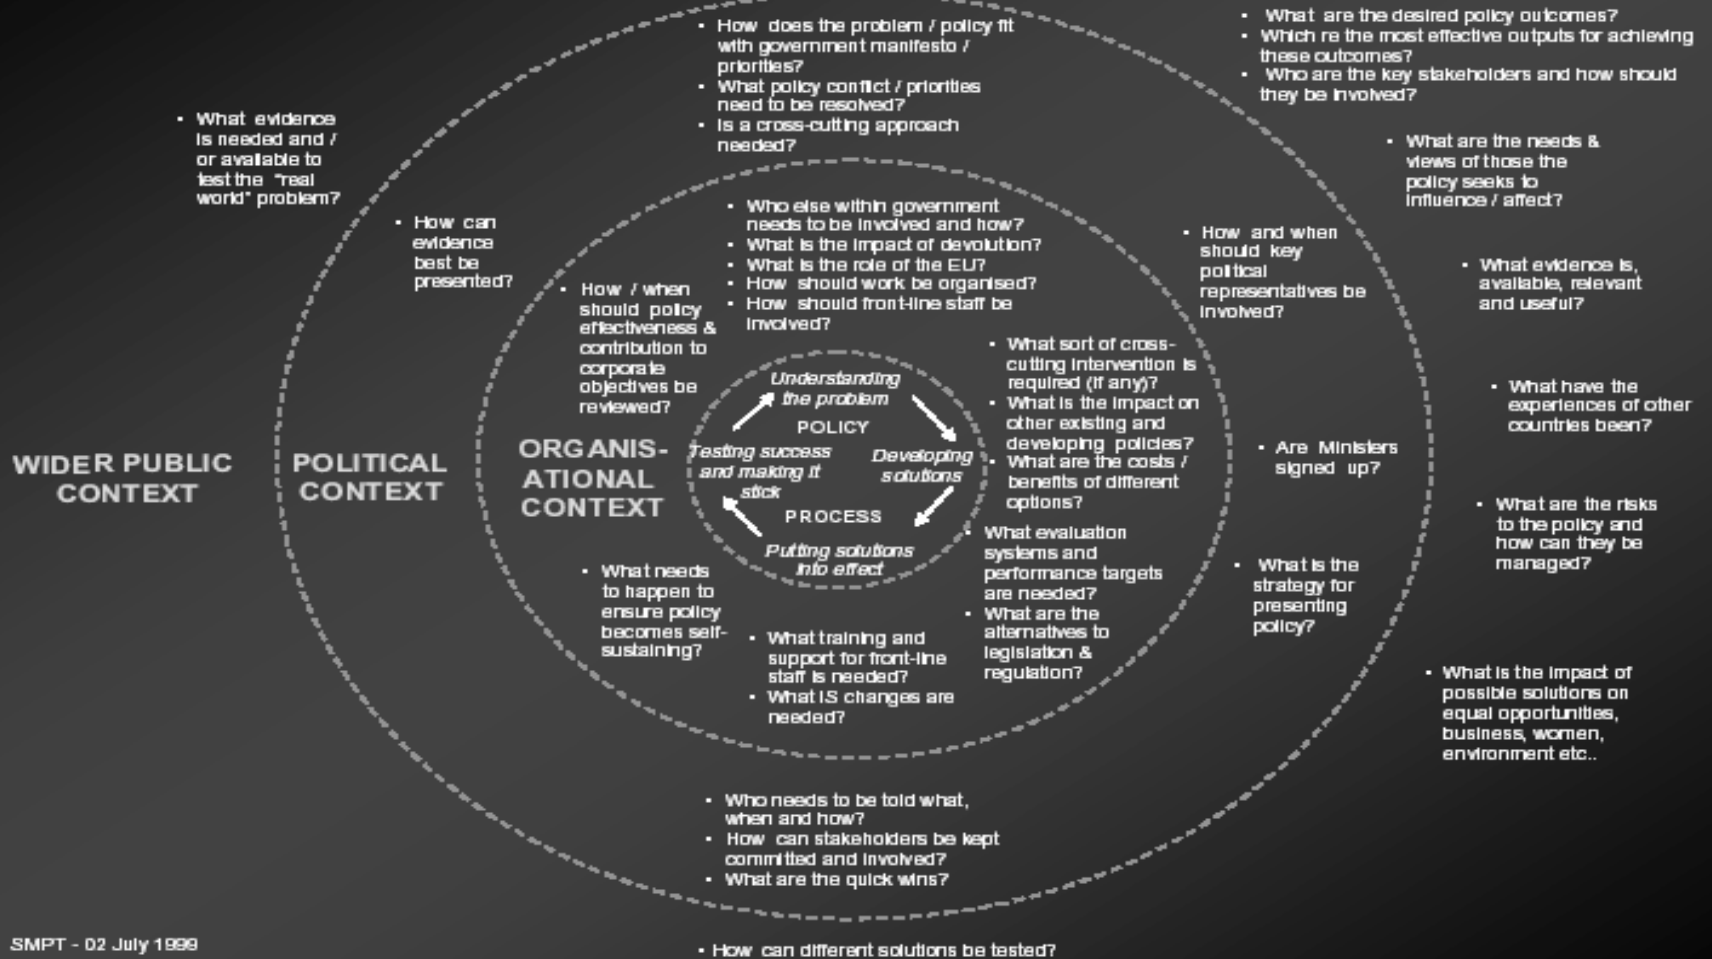 • How does the problem / policy fit
with government manifesto /
priorities?
• What policy conflict / priorities
need to be resolved?
• Is a cross-cutting approach
needed?
• What are the desired policy outcomes?
• Which re the most effective outputs for achieving
these outcomes?
• Who are the key stakeholders and how should
they be involved?
• What evidence
is needed and /
or available to
test the "real
world" problem?
• What are the needs &
views of those the
policy seeks to
influence / affect?
• How can
evidence
best be
presented?
• Who else within government
needs to be involved and how?
• What is the impact of devolution?
• What is the role of the EU?
• How should work be organised?
• How should front-line staff be
involved?
• How and when
should key
political
representatives be
involved?
• What evidence is,
available, relevant
and useful?
• How / when
should policy
effectiveness &
contribution to
corporate
objectives be
reviewed?
• What sort of cross-
cutting intervention is
required (if any)?
• What is the impact on
other existing and
developing policies?
• What are the costs /
benefits of different
options?
• What have the
experiences of other
countries been?
Understanding
the problem
POLICY
Testing success
and making it
stick
Developing
solutions
PROCESS
Putting solutions
into effect
WIDER PUBLIC
CONTEXT
POLITICAL
CONTEXT
ORGANIS-
ATIONAL
CONTEXT
• Are Ministers
signed up?
• What are the risks
to the policy and
how can they be
managed?
• What evaluation
systems and
performance targets
are needed?
• What are the
alternatives to
legislation &
regulation?
• What is the
strategy for
presenting
policy?
• What needs
to happen to
ensure policy
becomes self-
sustaining?
• What training and
support for front-line
staff is needed?
• What IS changes are
needed?
• What is the impact of
possible solutions on
equal opportunities,
business, women,
environment etc..
• Who needs to be told what,
when and how?
• How can stakeholders be kept
committed and involved?
• What are the quick wins?
SMPT - 02 July 1999
• How can different solutions be tested?